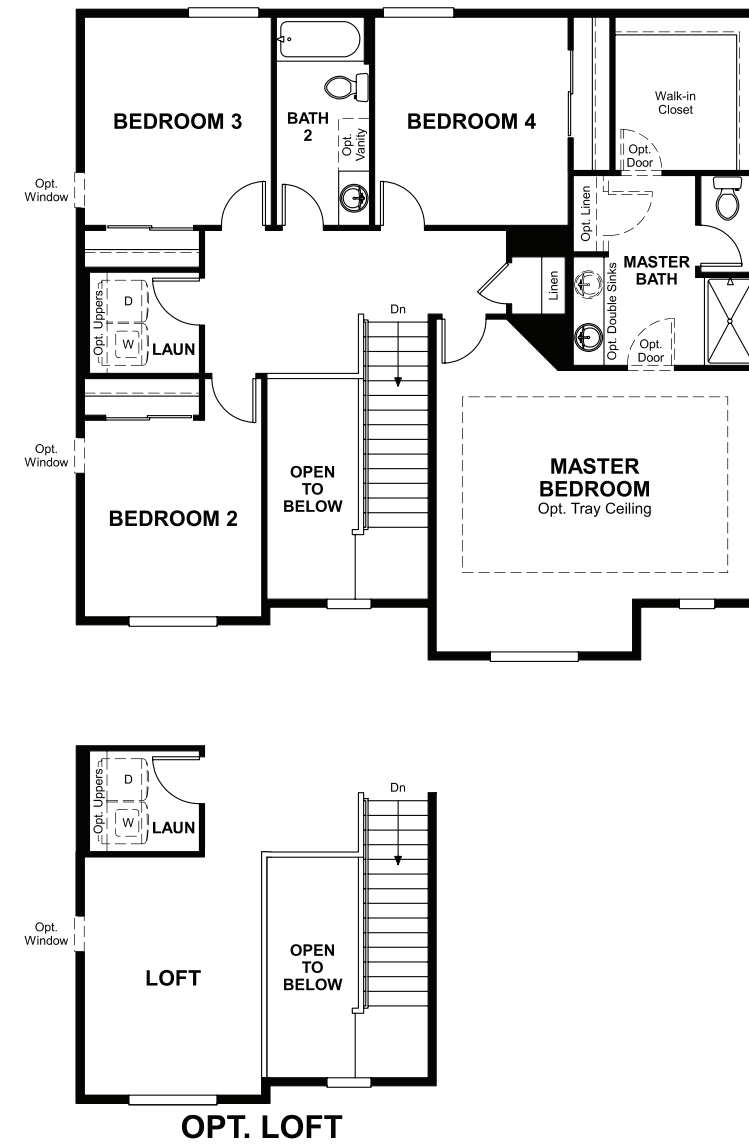 BEDROOM 3
BATH
2
Opt.
Vanity
BEDROOM 4
Walk-in
Closet
Opt.
Door
Opt.
Window
Opt. Linen
MASTER
BATH
Opt. Double Sinks
Linen
Opt.
Door
Opt. Uppers
D
W
LAUN
Dn
Opt.
Window
OPEN
TO
BELOW
BEDROOM 2
MASTER
BEDROOM
Opt. Tray Ceiling
Opt. Uppers
D
W
LAUN
Dn
Opt.
Window
LOFT
OPEN
TO
BELOW
OPT. LOFT